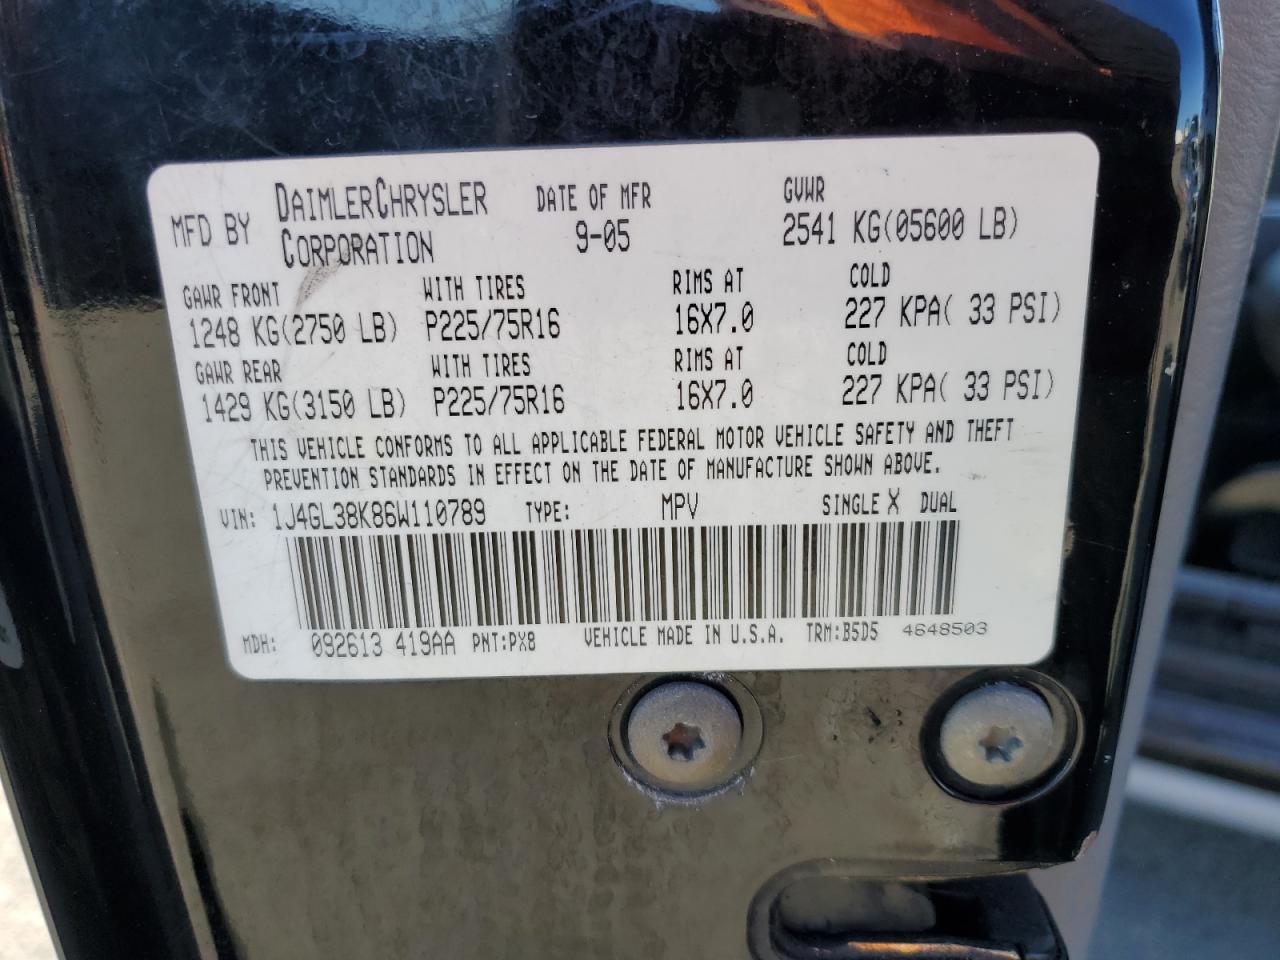 MFD BY DAIMLERCHRYSLER CORPORATION DATE OF MFR 9-05 GVWR 2541 KG(05600 LB)
GAWR FRONT WITH TIRES RIMS AT COLD
1248 KG(2750 LB) P225/75R16 16X7.0 227 KPA( 33 PSI)
GAWR REAR WITH TIRES RIMS AT COLD
1429 KG(3150 LB) P225/75R16 16X7.0 227 KPA( 33 PSI)
THIS VEHICLE CONFORMS TO ALL APPLICABLE FEDERAL MOTOR VEHICLE SAFETY AND THEFT
PREVENTION STANDARDS IN EFFECT ON THE DATE OF MANUFACTURE SHOWN ABOVE.
VIN: 1J4GL38K86W110789 TYPE: MPV SINGLE X DUAL
MDH: 092613 419AA PNT:PX8 VEHICLE MADE IN U.S.A. TRM:B5D5 4648503